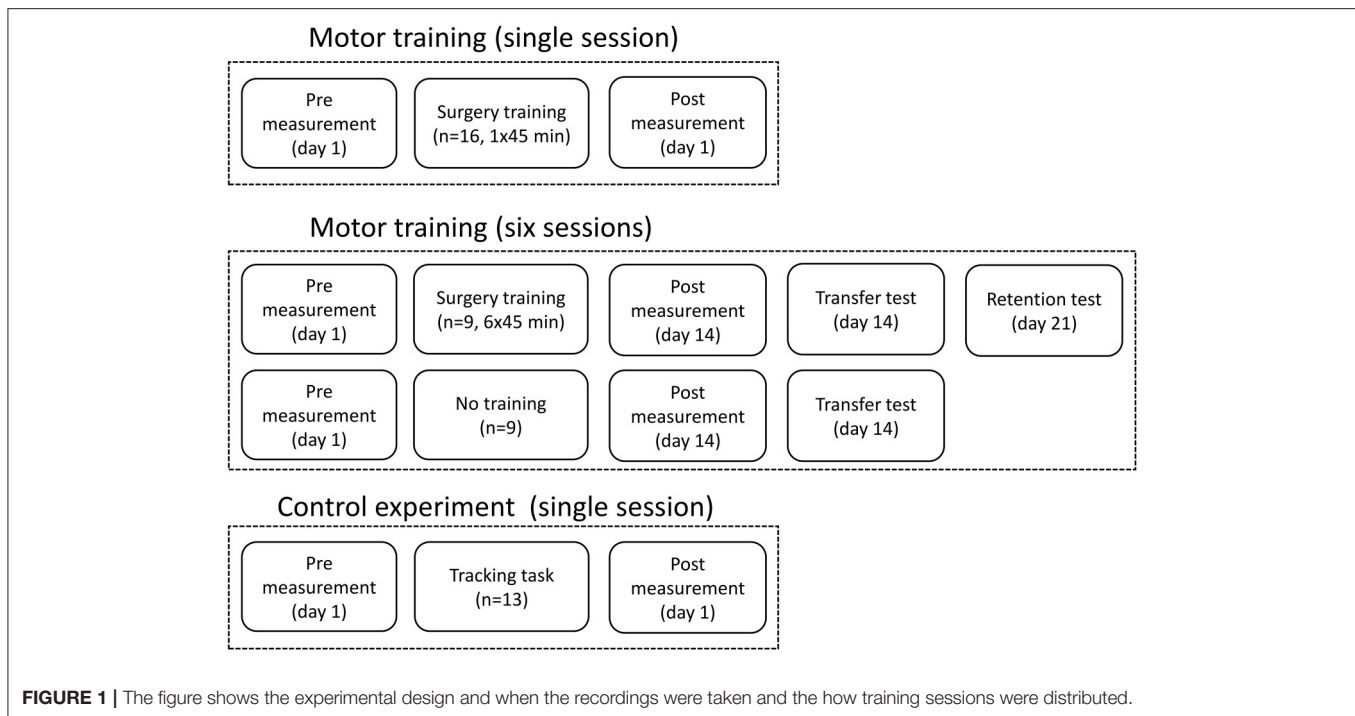 Motor training (single session)
Pre
measurement
(day 1)
Surgery training
(n=16, 1x45 min)
Post
measurement
(day 1)
Motor training (six sessions)
Pre
measurement
(day 1)
Surgery training
(n=9, 6x45 min)
Post
measurement
(day 14)
Transfer test
(day 14)
Retention test
(day 21)
Pre
measurement
(day 1)
No training
(n=9)
Post
measurement
(day 14)
Transfer test
(day 14)
Control experiment (single session)
Pre
measurement
(day 1)
Tracking task
(n=13)
Post
measurement
(day 1)
FIGURE 1 | The figure shows the experimental design and when the recordings were taken and the how training sessions were distributed.